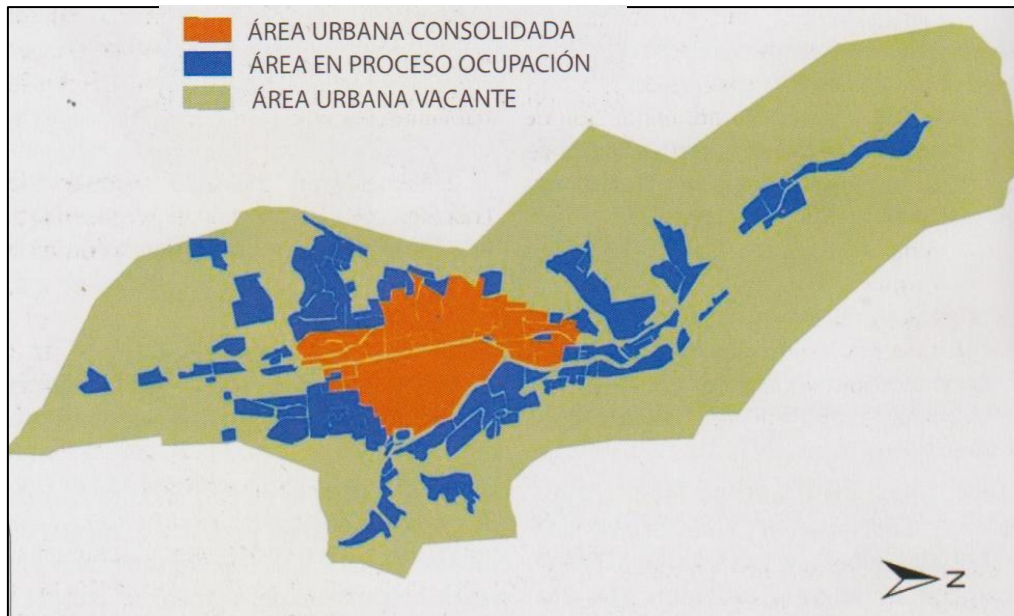 ÁREA URBANA CONSOLIDADA
ÁREA EN PROCESO OCUPACIÓN
ÁREA URBANA VACANTE
N